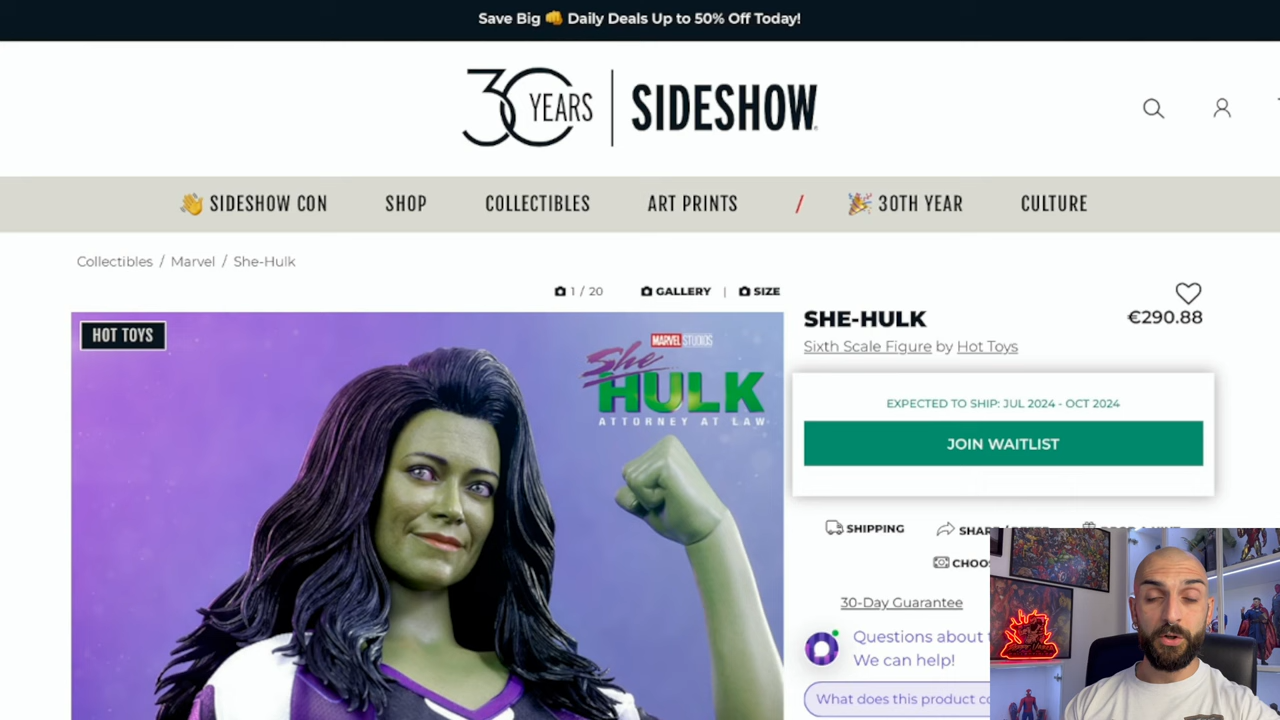 Save Big 👊 Daily Deals Up to 50% Off Today!
30 YEARS | SIDESHOW
👋 SIDESHOW CON SHOP COLLECTIBLES ART PRINTS / 🎉 30TH YEAR CULTURE
Collectibles / Marvel / She-Hulk
1 / 20 GALLERY | SIZE
HOT TOYS
MARVEL STUDIOS
She
HULK
ATTORNEY AT LAW
SHE-HULK
€290.88
Sixth Scale Figure by Hot Toys
EXPECTED TO SHIP: JUL 2024 - OCT 2024
JOIN WAITLIST
SHIPPING
30-Day Guarantee
Questions about
We can help!
What does this product